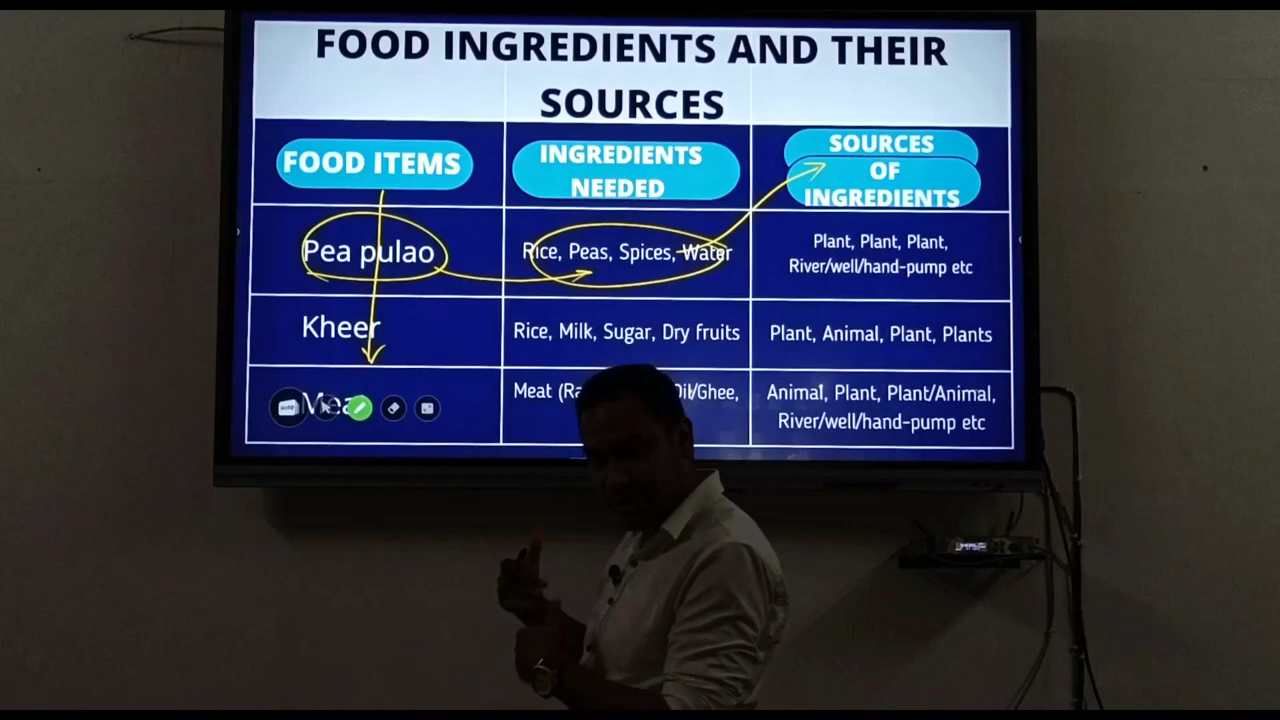 FOOD INGREDIENTS AND THEIR
SOURCES
FOOD ITEMS
INGREDIENTS
NEEDED
SOURCES
OF
INGREDIENTS
Pea pulao
Rice, Peas, Spices, Water
Plant, Plant, Plant,
River/well/hand-pump etc
Kheer
Rice, Milk, Sugar, Dry fruits
Plant, Animal, Plant, Plants
Meat (Ra Oil/Ghee,
Animal, Plant, Plant/Animal,
River/well/hand-pump etc